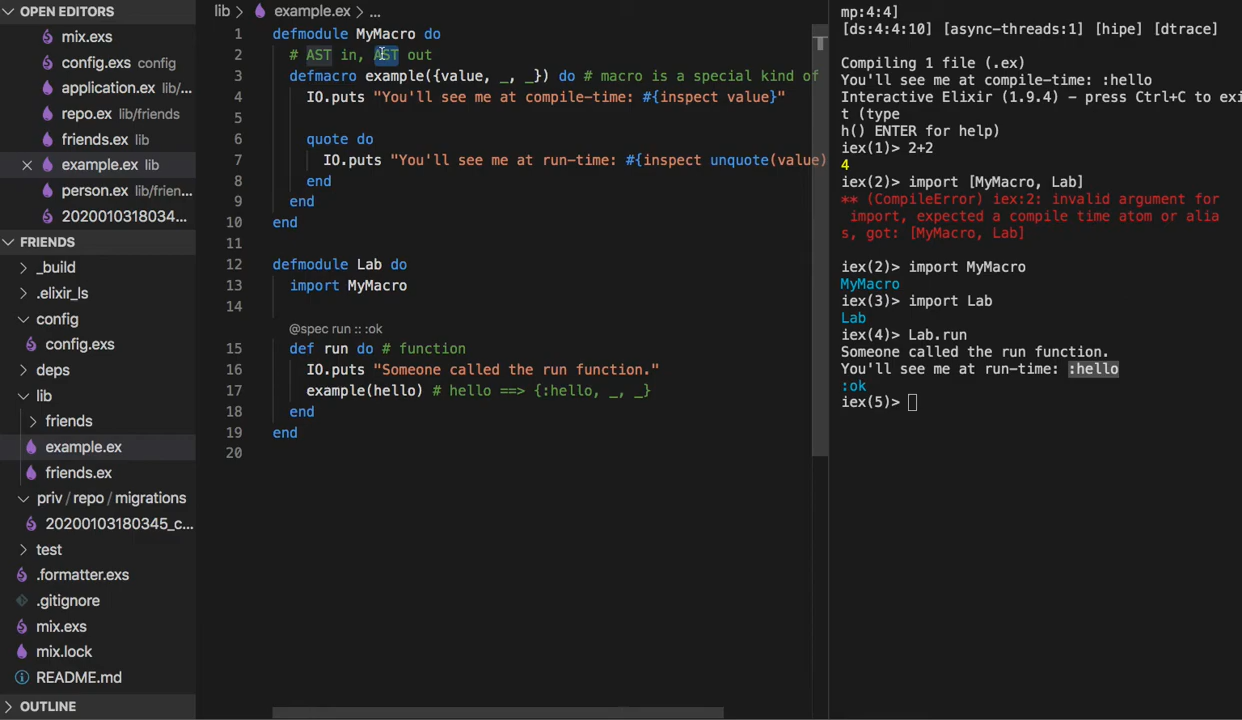 OPEN EDITORS
mix.exs
config.exs config
application.ex lib/...
repo.ex lib/friends
friends.ex lib
example.ex lib
person.ex lib/frien...
2020010318034...
FRIENDS
_build
.elixir_ls
config
config.exs
deps
lib
friends
example.ex
friends.ex
priv / repo / migrations
20200103180345_c...
test
.formatter.exs
.gitignore
mix.exs
mix.lock
README.md
OUTLINE
lib > example.ex > ...
1 defmodule MyMacro do
2 # AST in, AST out
3 defmacro example({value, _, _}) do # macro is a special kind of
4 IO.puts "You'll see me at compile-time: #{inspect value}"
5
6 quote do
7 IO.puts "You'll see me at run-time: #{inspect unquote(value)
8 end
9 end
10 end
11
12 defmodule Lab do
13 import MyMacro
14
@spec run :: :ok
15 def run do # function
16 IO.puts "Someone called the run function."
17 example(hello) # hello ==> {:hello, _, _}
18 end
19 end
20
mp:4:4]
[ds:4:4:10] [async-threads:1] [hipe] [dtrace]
Compiling 1 file (.ex)
You'll see me at compile-time: :hello
Interactive Elixir (1.9.4) - press Ctrl+C to exi
t (type
h() ENTER for help)
iex(1)> 2+2
4
iex(2)> import [MyMacro, Lab]
** (CompileError) iex:2: invalid argument for
import, expected a compile time atom or alia
s, got: [MyMacro, Lab]
iex(2)> import MyMacro
MyMacro
iex(3)> import Lab
Lab
iex(4)> Lab.run
Someone called the run function.
You'll see me at run-time: :hello
:ok
iex(5)>